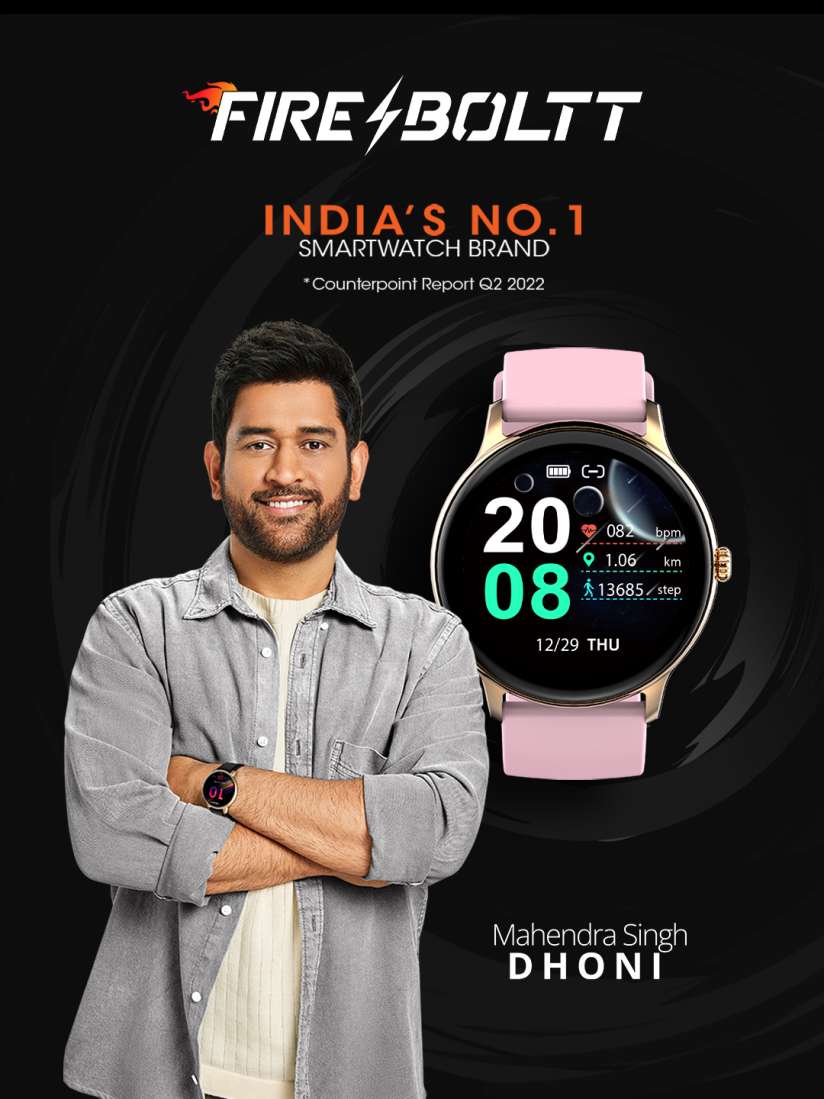 FIRE BOLTT
INDIA'S NO.1
SMARTWATCH BRAND
*Counterpoint Report Q2 2022
20
082 bpm
1.06 km
08
13685 step
12/29 THU
10
Mahendra Singh
DHONI